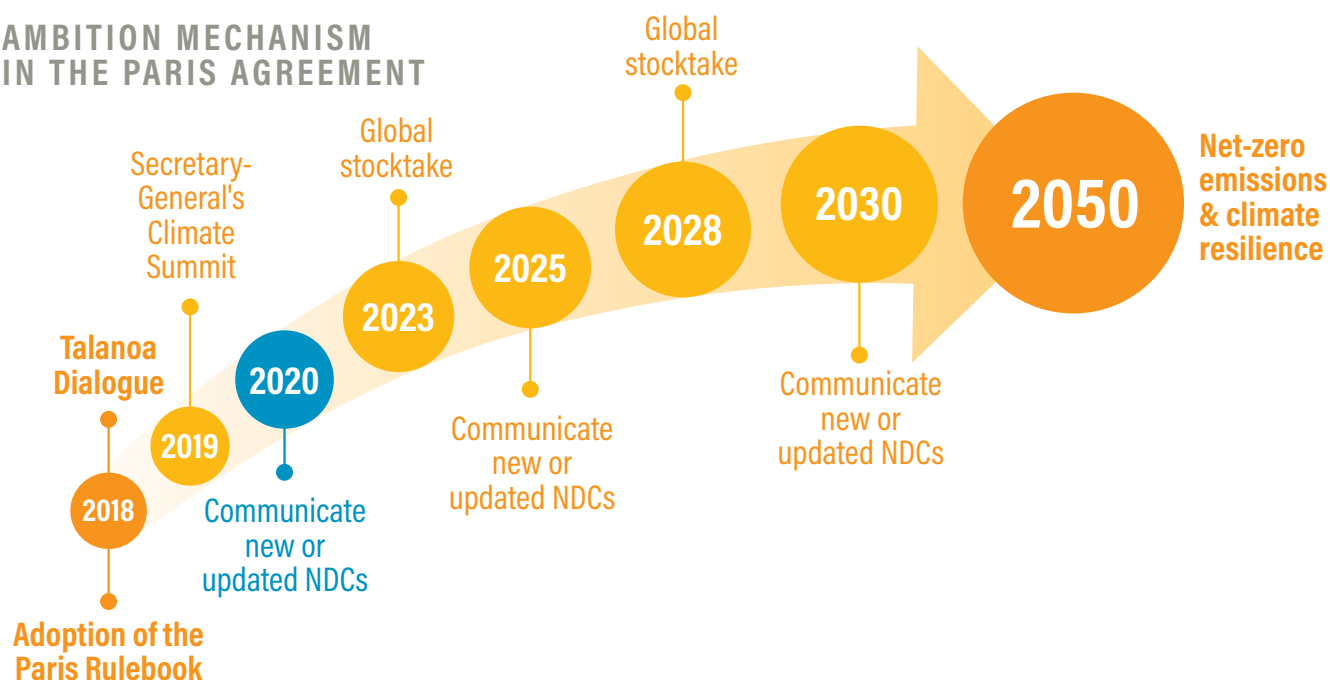 AMBITION MECHANISM
IN THE PARIS AGREEMENT
Talanoa
Dialogue
2018
Adoption of the
Paris Rulebook
Secretary-
General's
Climate
Summit
2019
2020
Communicate
new or
updated NDCs
Global
stocktake
2023
2025
Communicate
new or
updated NDCs
Global
stocktake
2028
2030
Communicate
new or
updated NDCs
2050
Net-zero
emissions
& climate
resilience